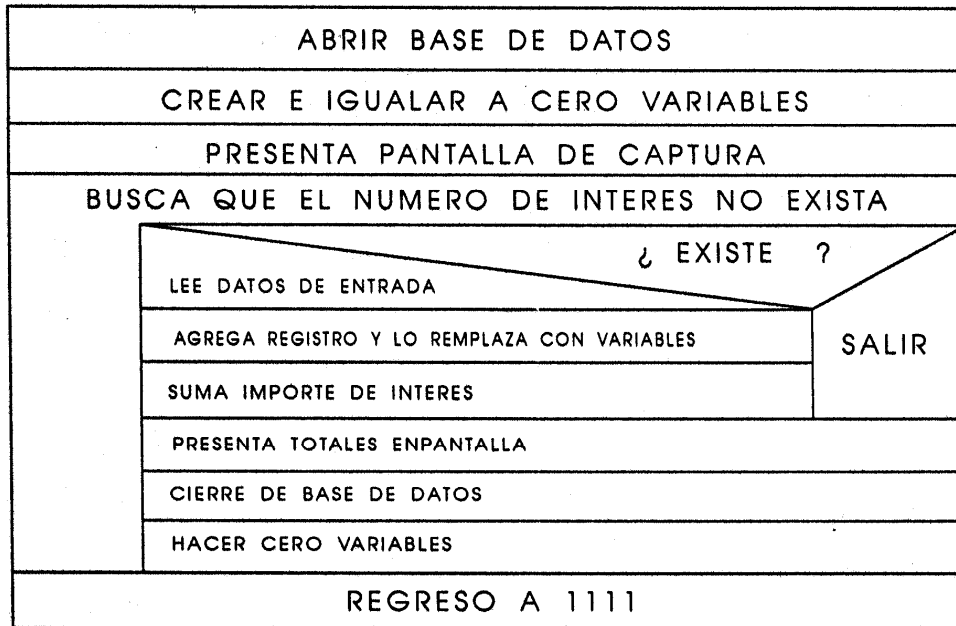 ABRIR BASE DE DATOS
CREAR E IGUALAR A CERO VARIABLES
PRESENTA PANTALLA DE CAPTURA
BUSCA QUE EL NUMERO DE INTERES NO EXISTA
¿ EXISTE ?
LEE DATOS DE ENTRADA
AGREGA REGISTRO Y LO REMPLAZA CON VARIABLES
SALIR
SUMA IMPORTE DE INTERES
PRESENTA TOTALES ENPANTALLA
CIERRE DE BASE DE DATOS
HACER CERO VARIABLES
REGRESO A 1111